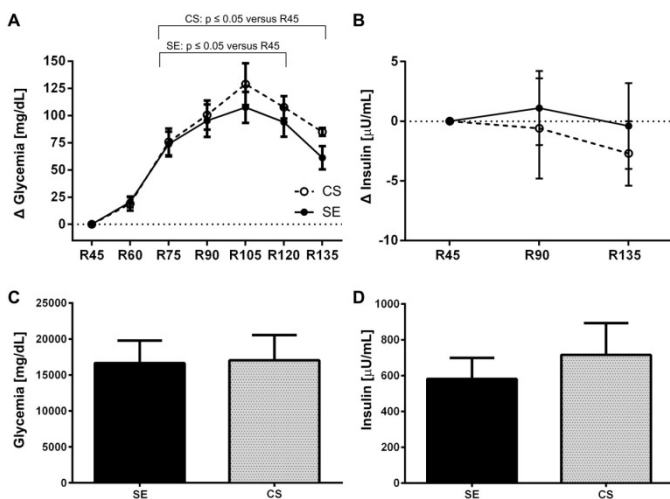 A
CS: p ≤ 0.05 versus R45
SE: p ≤ 0.05 versus R45
Δ Glycemia [mg/dL]
150
125
100
75
50
25
0
CS
SE
R45 R60 R75 R90 R105 R120 R135
B
Δ Insulin [μU/mL]
5
0
-5
-10
R45 R90 R135
C
Glycemia [mg/dL]
25000
20000
15000
10000
5000
0
SE CS
D
Insulin [μU/mL]
1000
800
600
400
200
0
SE CS